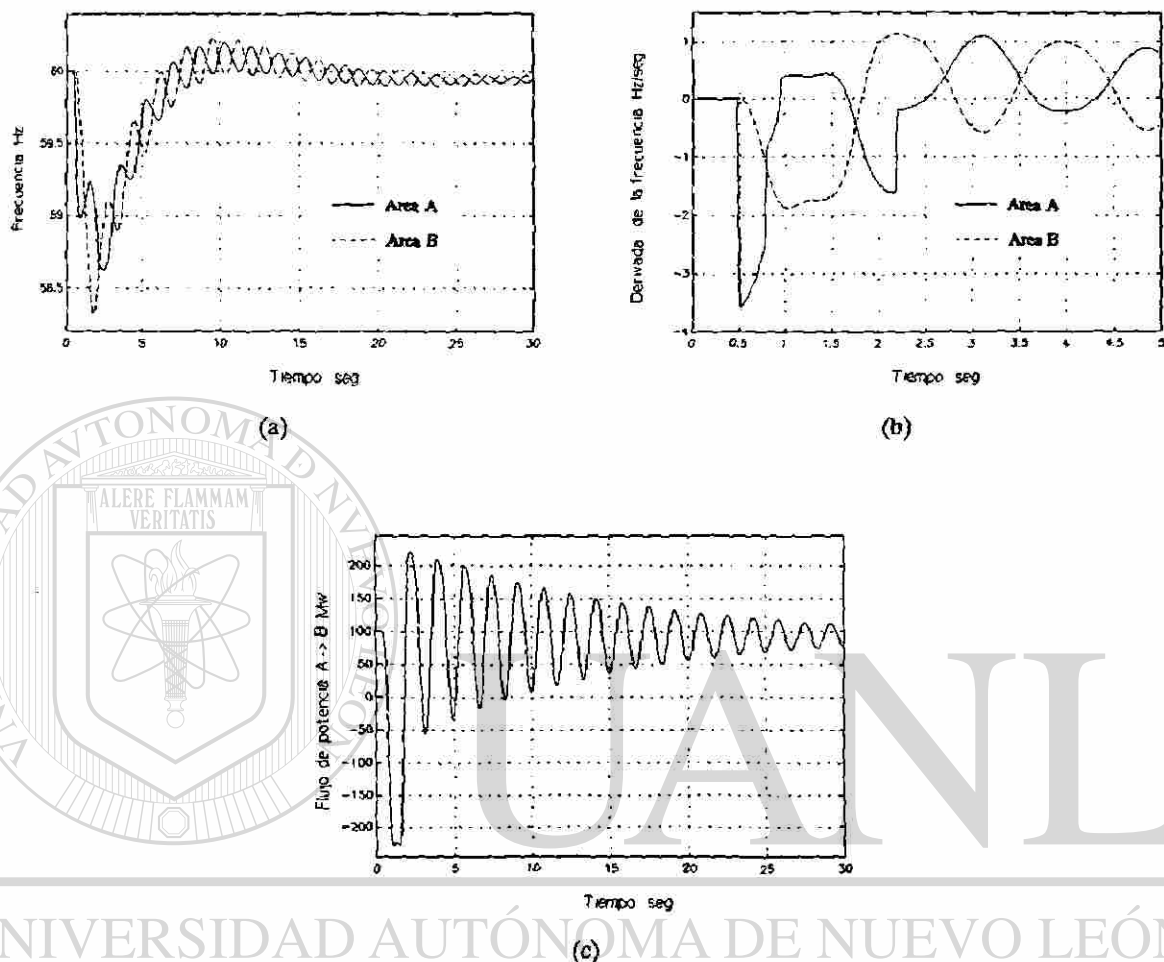 Frecuencia Hz
60
59.5
59
58.5
0 5 10 15 20 25 30
Area A
Area B
Tiempo seg
(a)
Derivada de la frecuencia Hz/seg
1
0
-1
-2
-3
-4
0 0.5 1 1.5 2 2.5 3 3.5 4 4.5 5
Area A
Area B
Tiempo seg
(b)
ALERE FLAMMAM
VERITATIS
Flujo de potencia A -> B Mw
200
150
100
50
0
-50
-100
-150
-200
0 5 10 15 20 25 30
Tiempo seg
(c)
UANL
NIVERSIDAD AUTÓNOMA DE NUEVO LEÓN